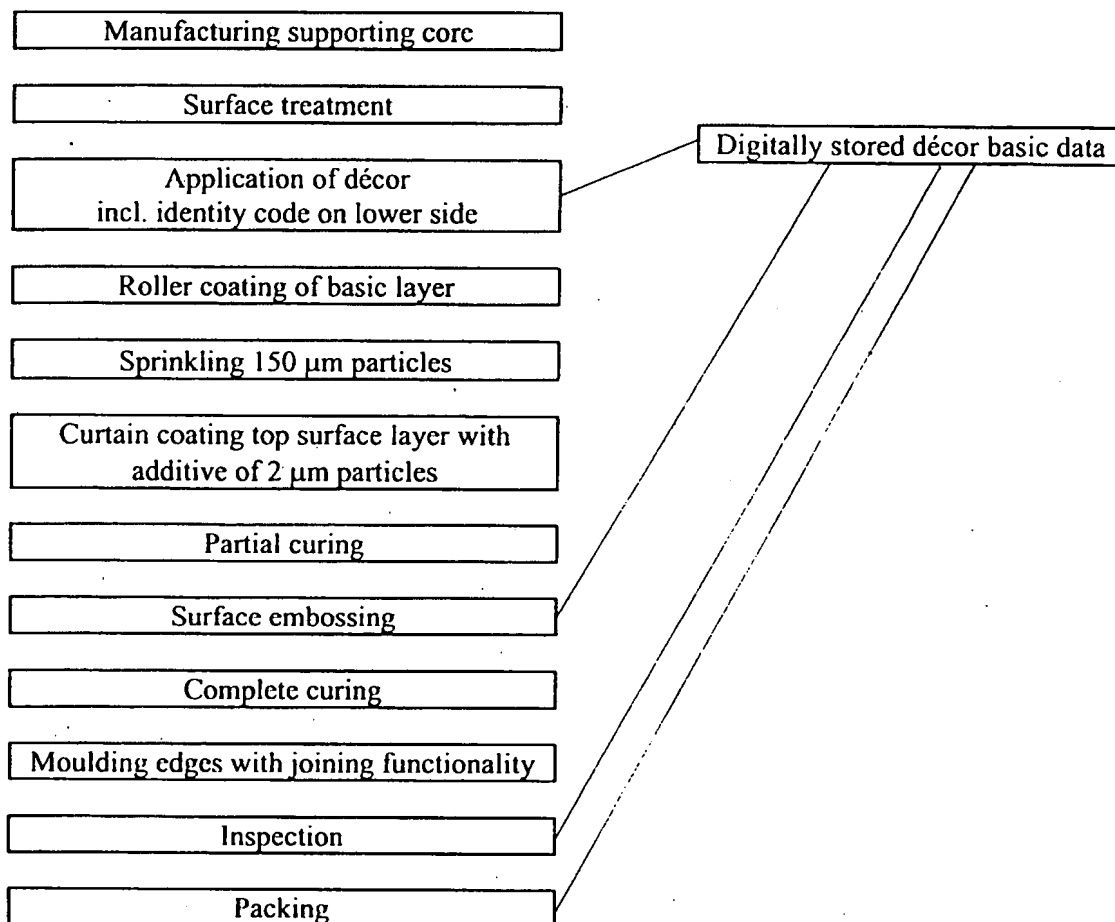 Manufacturing supporting core
Surface treatment
Digitally stored décor basic data
Application of décor
incl. identity code on lower side
Roller coating of basic layer
Sprinkling 150 µm particles
Curtain coating top surface layer with
additive of 2 µm particles
Partial curing
Surface embossing
Complete curing
Moulding edges with joining functionality
Inspection
Packing